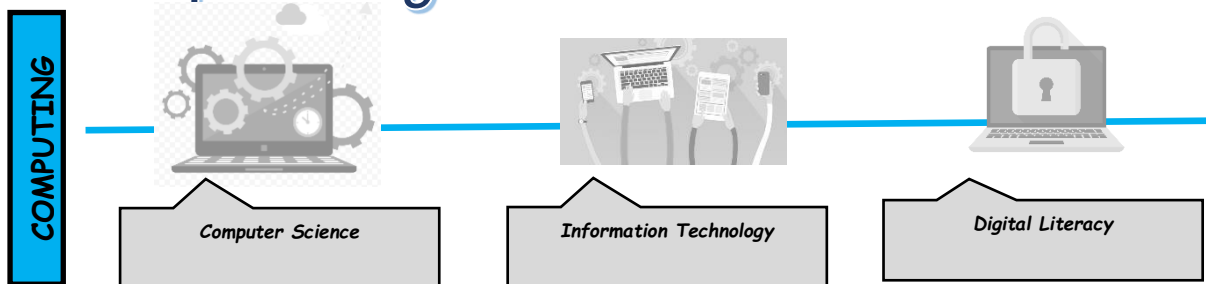 COMPUTING
Computer Science
Information Technology
Digital Literacy